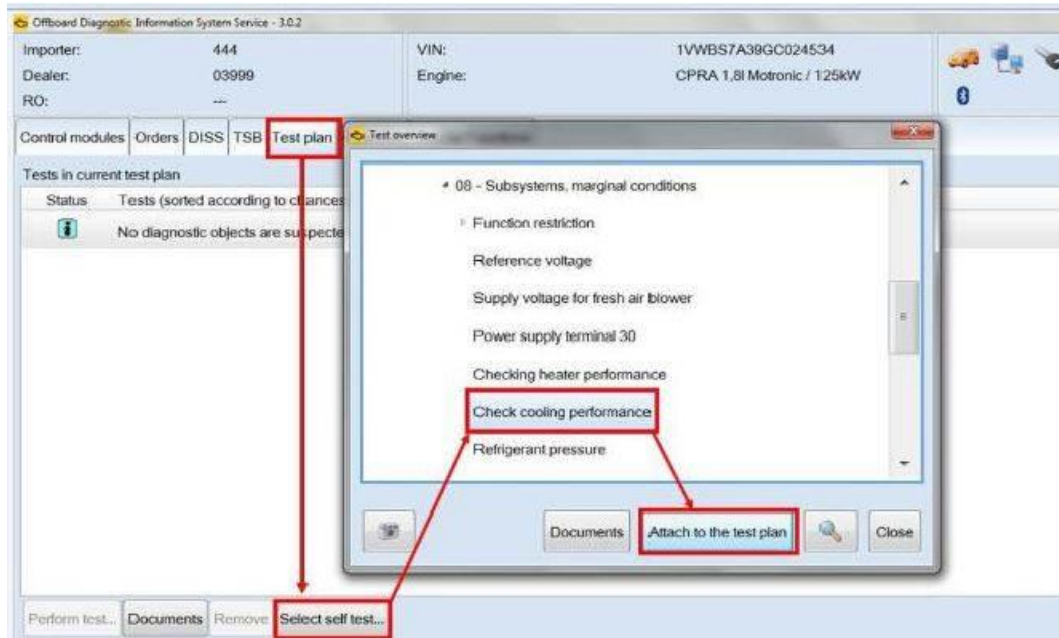 Offboard Diagnostic Information System Service - 3.0.2
Importer: 444 VIN: 1VWBS7A39GC024534
Dealer: 03999 Engine: CPRA 1,8l Motronic / 125kW
RO: ---
Control modules Orders DISS TSB Test plan
Test overview
Tests in current test plan
Status Tests (sorted according to chances
No diagnostic objects are suspecte
08 - Subsystems, marginal conditions
Function restriction
Reference voltage
Supply voltage for fresh air blower
Power supply terminal 30
Checking heater performance
Check cooling performance
Refrigerant pressure
Documents Attach to the test plan Close
Perform test... Documents Remove Select self test...